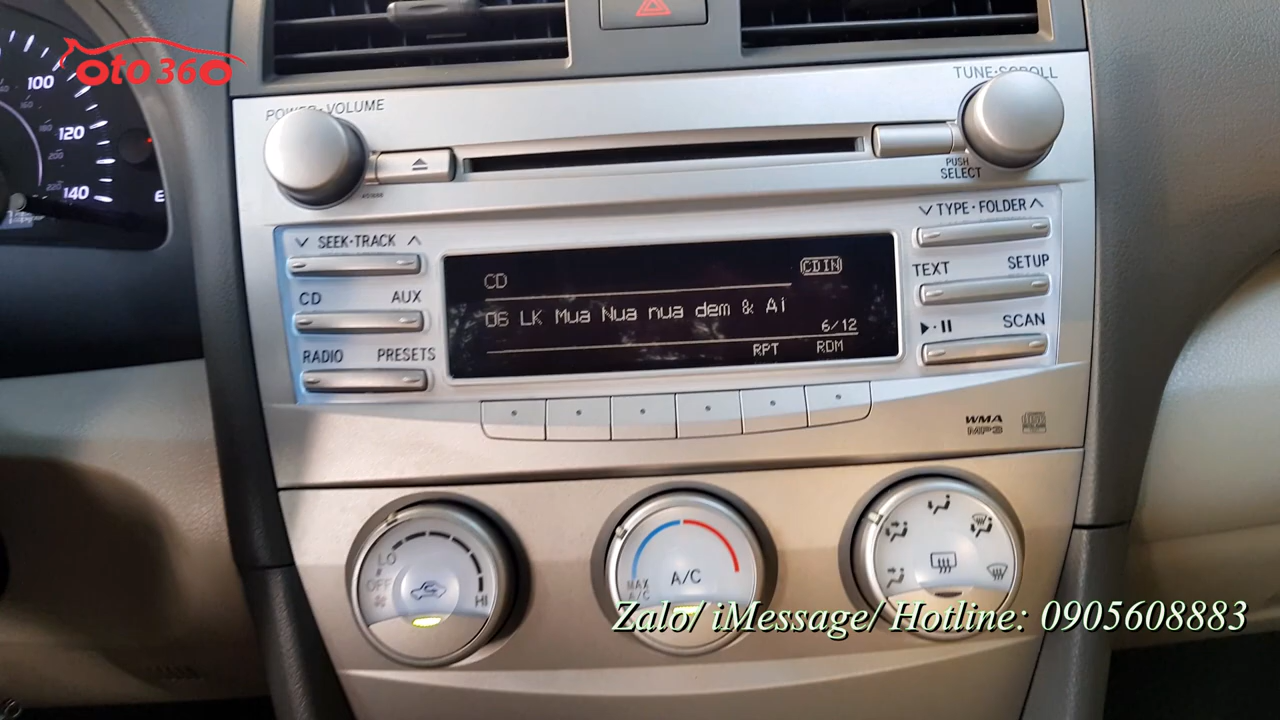 oto360
100
120
140
E
POWER·VOLUME
TUNE·SCROLL
PUSH
SELECT
SEEK·TRACK
TYPE·FOLDER
CD
AUX
TEXT
SETUP
RADIO
PRESETS
SCAN
CD
CD IN
06 LK Mua Nua nua dem & Ai
6/12
RPT
RDM
WMA
MP3
LO
OFF
HI
MAX
A/C
A/C
Zalo/ iMessage/ Hotline: 0905608883